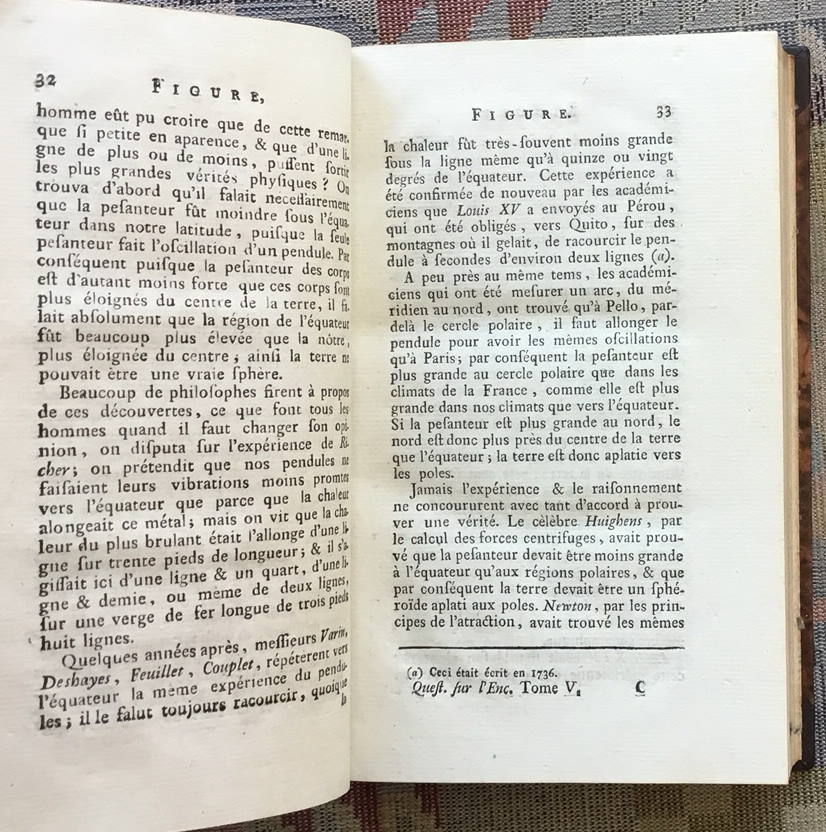 32 FIGURE,
homme eût pu croire que de cette remar-
que ſi petite en aparence, & que d'une li-
gne de plus ou de moins, puſſent ſortir
les plus grandes vérités phyſiques? On
trouva d'abord qu'il falait néceſſairement
que la peſanteur fût moindre ſous l'équa-
teur dans notre latitude, puiſque la ſeule
peſanteur fait l'oſcillation d'un pendule. Par
conſéquent puiſque la peſanteur des corps
eſt d'autant moins forte que ces corps ſont
plus éloignés du centre de la terre, il fa-
lait abſolument que la région de l'équateur
fût beaucoup plus élevée que la nôtre,
plus éloignée du centre; ainſi la terre ne
pouvait être une vraie ſphère.
Beaucoup de philoſophes firent à propos
de ces découvertes, ce que font tous les
hommes quand il faut changer ſon opi-
nion, on diſputa ſur l'expérience de Ri-
cher; on prétendit que nos pendules ne
faiſaient leurs vibrations moins promtes
vers l'équateur que parce que la chaleur
alongeait ce métal; mais on vit que la cha-
leur du plus brulant était l'allonge d'une li-
gne ſur trente pieds de longueur; & il s'a-
giſſait ici d'une ligne & un quart, d'une li-
gne & demie, ou même de deux lignes,
ſur une verge de fer longue de trois pieds
huit lignes.
Quelques années après, meſſieurs Varin,
Deshayes, Feuillet, Couplet, répétèrent vers
l'équateur la même expérience du pendu-
les; il le falut toujours racourcir, quoique
la
FIGURE. 33
la chaleur fût très-ſouvent moins grande
ſous la ligne même qu'à quinze ou vingt
degrés de l'équateur. Cette expérience a
été confirmée de nouveau par les académi-
ciens que Louis XV a envoyés au Pérou,
qui ont été obligés, vers Quito, ſur des
montagnes où il gelait, de racourcir le pen-
dule à ſecondes d'environ deux lignes (a).
A peu près au même tems, les académi-
ciens qui ont été meſurer un arc, du mé-
ridien au nord, ont trouvé qu'à Pello, par-
delà le cercle polaire, il faut allonger le
pendule pour avoir les mêmes oſcillations
qu'à Paris; par conſéquent la peſanteur eſt
plus grande au cercle polaire que dans les
climats de la France, comme elle eſt plus
grande dans nos climats que vers l'équateur.
Si la peſanteur eſt plus grande au nord, le
nord eſt donc plus près du centre de la terre
que l'équateur; la terre eſt donc aplatie vers
les poles.
Jamais l'expérience & le raiſonnement
ne concoururent avec tant d'accord à prou-
ver une vérité. Le célèbre Huighens, par
le calcul des forces centrifuges, avait prou-
vé que la peſanteur devait être moins grande
à l'équateur qu'aux régions polaires, & que
par conſéquent la terre devait être un ſphé-
roïde aplati aux poles. Newton, par les prin-
cipes de l'atraction, avait trouvé les mêmes
(a) Ceci était écrit en 1736.
Queſt. ſur l'Enc. Tome V. C